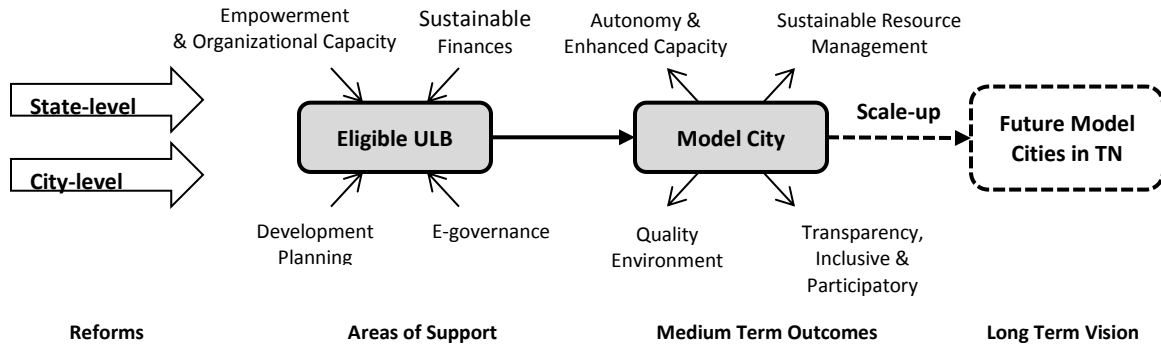 Empowerment
& Organizational Capacity
Sustainable
Finances
Autonomy &
Enhanced Capacity
Sustainable Resource
Management
State-level
City-level
Eligible ULB
Model City
Scale-up
Future Model
Cities in TN
Development
Planning
E-governance
Quality
Environment
Transparency,
Inclusive &
Participatory
Reforms
Areas of Support
Medium Term Outcomes
Long Term Vision